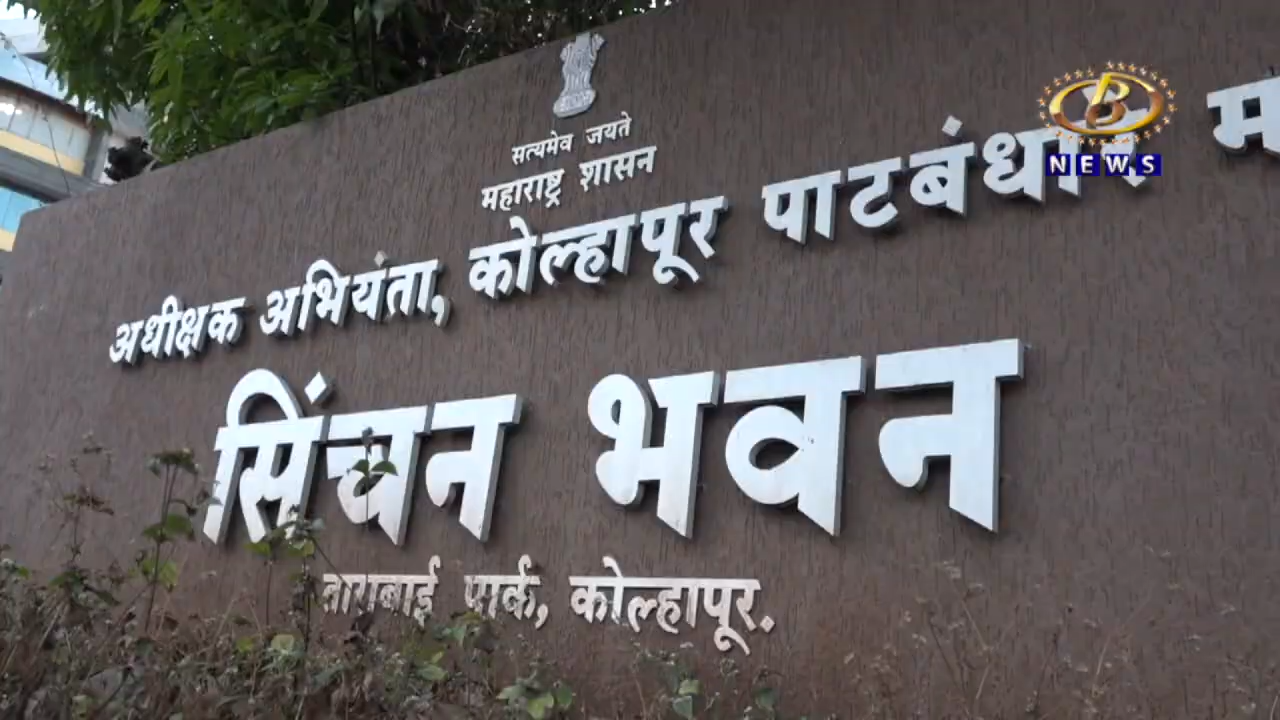 सत्यमेव जयते
महाराष्ट्र शासन
अधीक्षक अभियंता, कोल्हापूर पाटबंधारे
सिंचन भवन
ताराबाई पार्क, कोल्हापूर.
B
NEWS